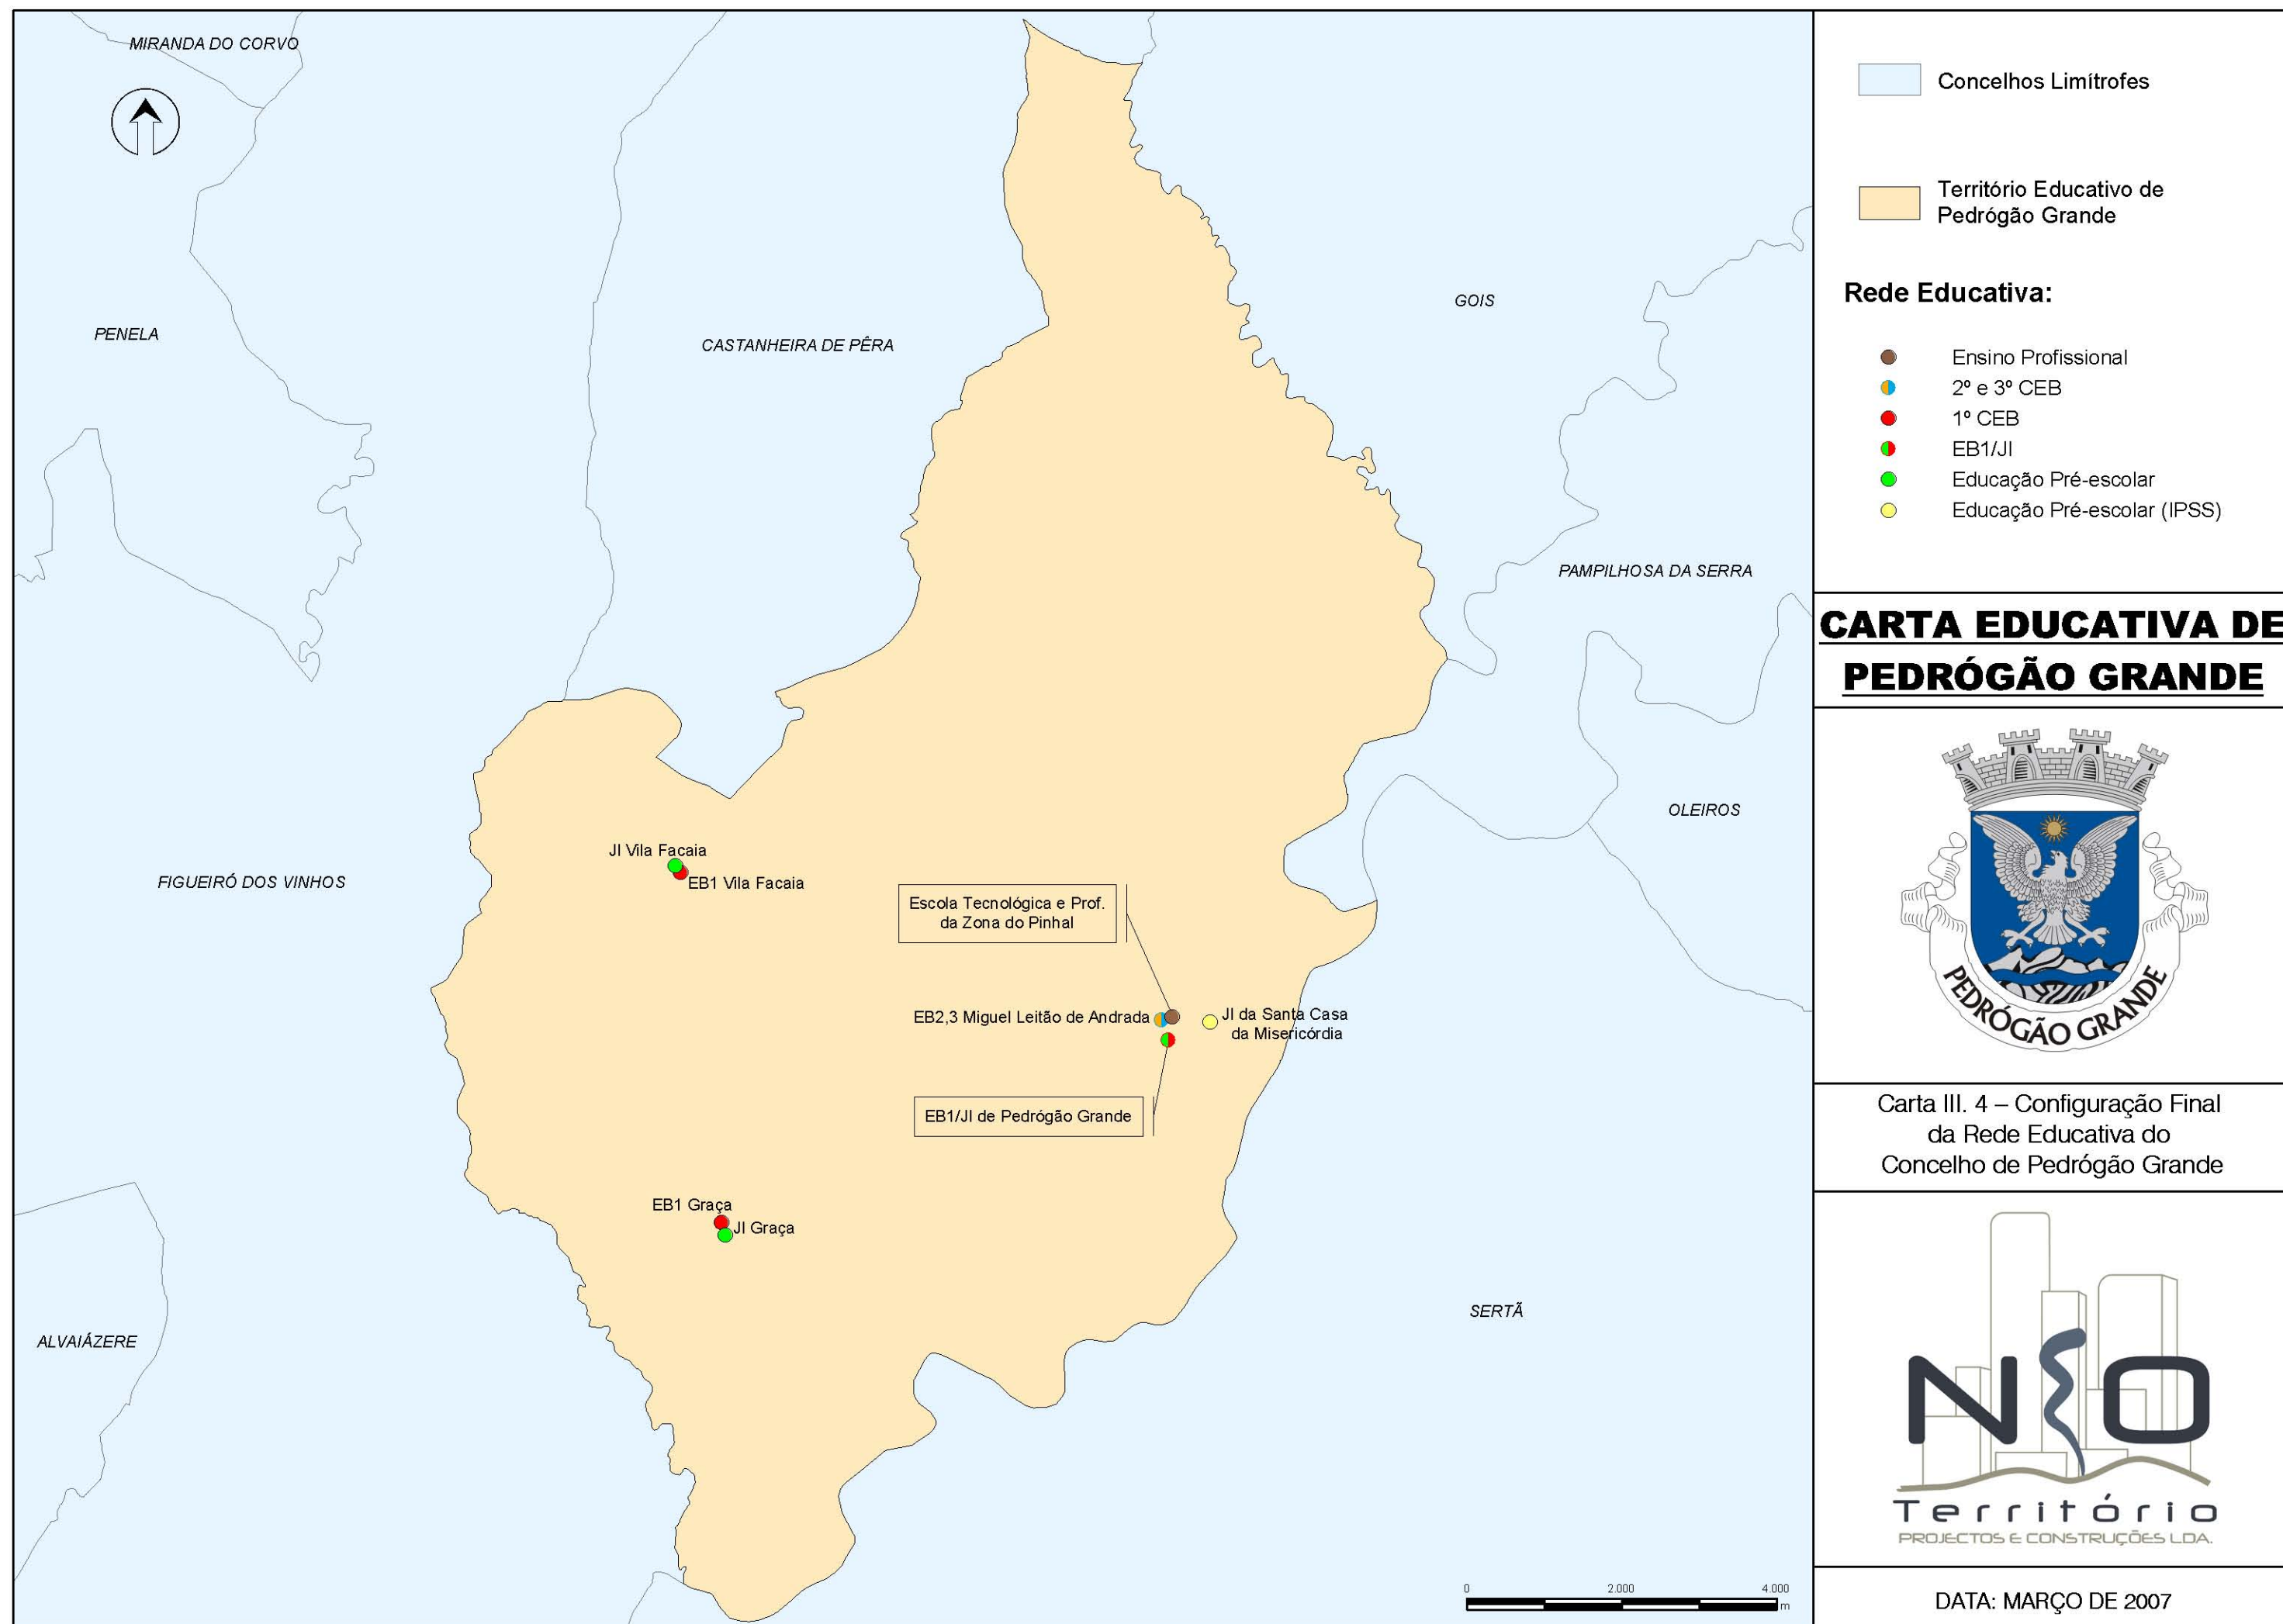 MIRANDA DO CORVO
PENELA
CASTANHEIRA DE PÊRA
GOIS
PAMPILHOSA DA SERRA
OLEIROS
FIGUEIRÓ DOS VINHOS
JI Vila Facaia
EB1 Vila Facaia
Escola Tecnológica e Prof.
da Zona do Pinhal
EB2,3 Miguel Leitão de Andrada
JI da Santa Casa
da Misericórdia
EB1/JI de Pedrógão Grande
EB1 Graça
JI Graça
SERTÃ
ALVAIÁZERE
0 2.000 4.000
m
Concelhos Limítrofes
Território Educativo de
Pedrógão Grande
Rede Educativa:
Ensino Profissional
2º e 3º CEB
1º CEB
EB1/JI
Educação Pré-escolar
Educação Pré-escolar (IPSS)
CARTA EDUCATIVA DE
PEDRÓGÃO GRANDE
PEDRÓGÃO GRANDE
Carta III. 4 – Configuração Final
da Rede Educativa do
Concelho de Pedrógão Grande
NEO
Território
PROJECTOS E CONSTRUÇÕES LDA.
DATA: MARÇO DE 2007